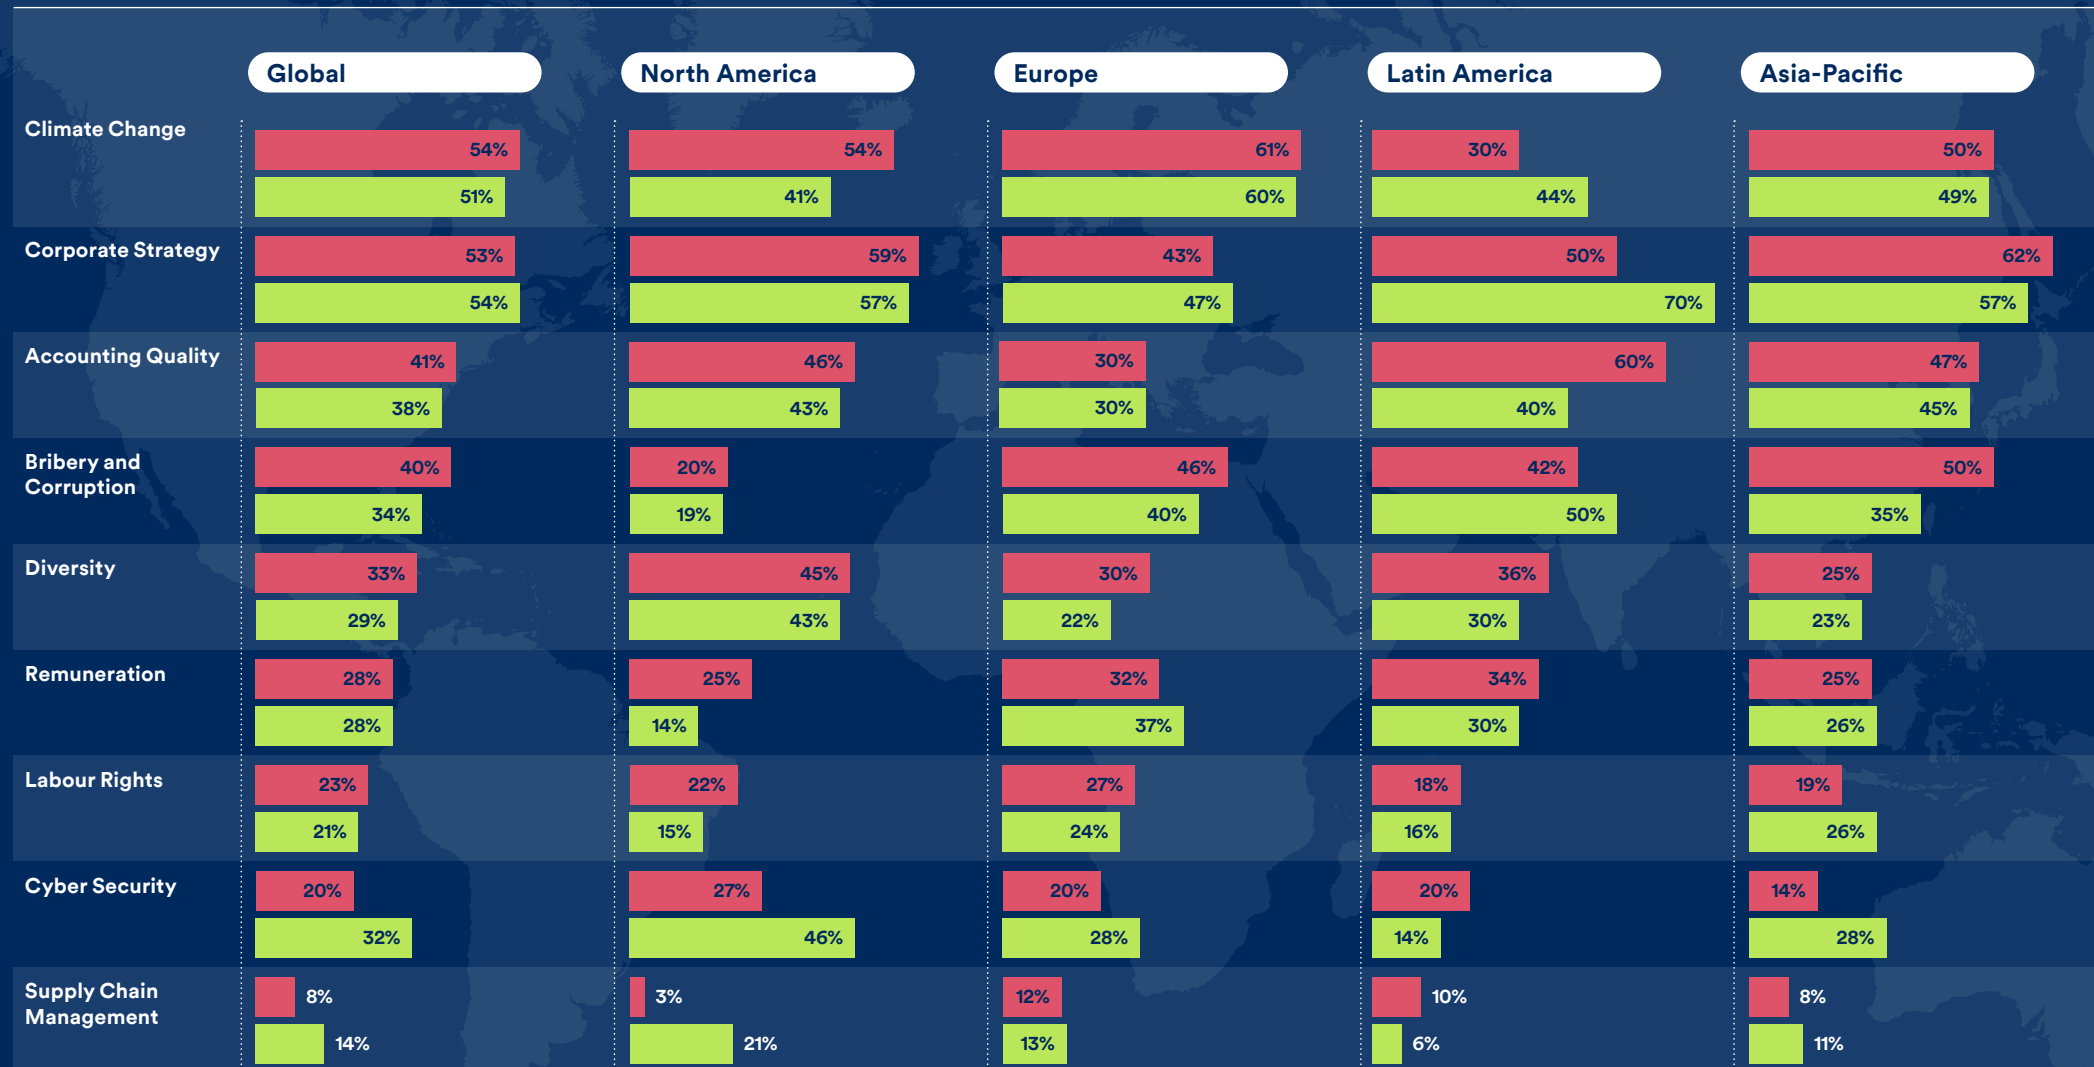 Global North America Europe Latin America Asia-Pacific
Climate Change
54% 54% 61% 30% 50%
51% 41% 60% 44% 49%
Corporate Strategy
53% 59% 43% 50% 62%
54% 57% 47% 70% 57%
Accounting Quality
41% 46% 30% 60% 47%
38% 43% 30% 40% 45%
Bribery and
Corruption
40% 20% 46% 42% 50%
34% 19% 40% 50% 35%
Diversity
33% 45% 30% 36% 25%
29% 43% 22% 30% 23%
Remuneration
28% 25% 32% 34% 25%
28% 14% 37% 30% 26%
Labour Rights
23% 22% 27% 18% 19%
21% 15% 24% 16% 26%
Cyber Security
20% 27% 20% 20% 14%
32% 46% 28% 14% 28%
Supply Chain
Management
8% 3% 12% 10% 8%
14% 21% 13% 6% 11%